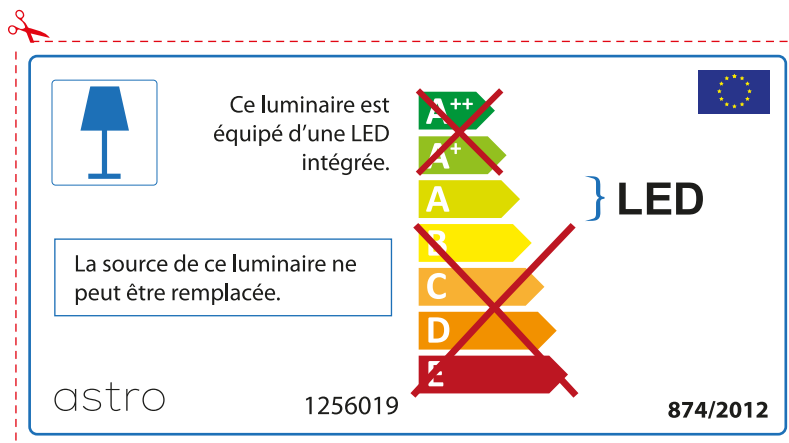 Ce luminaire est
équipé d’une LED
intégrée.
La source de ce luminaire ne
peut être remplacée.
A++
A+
A
B
C
D
E
LED
astro
1256019
874/2012